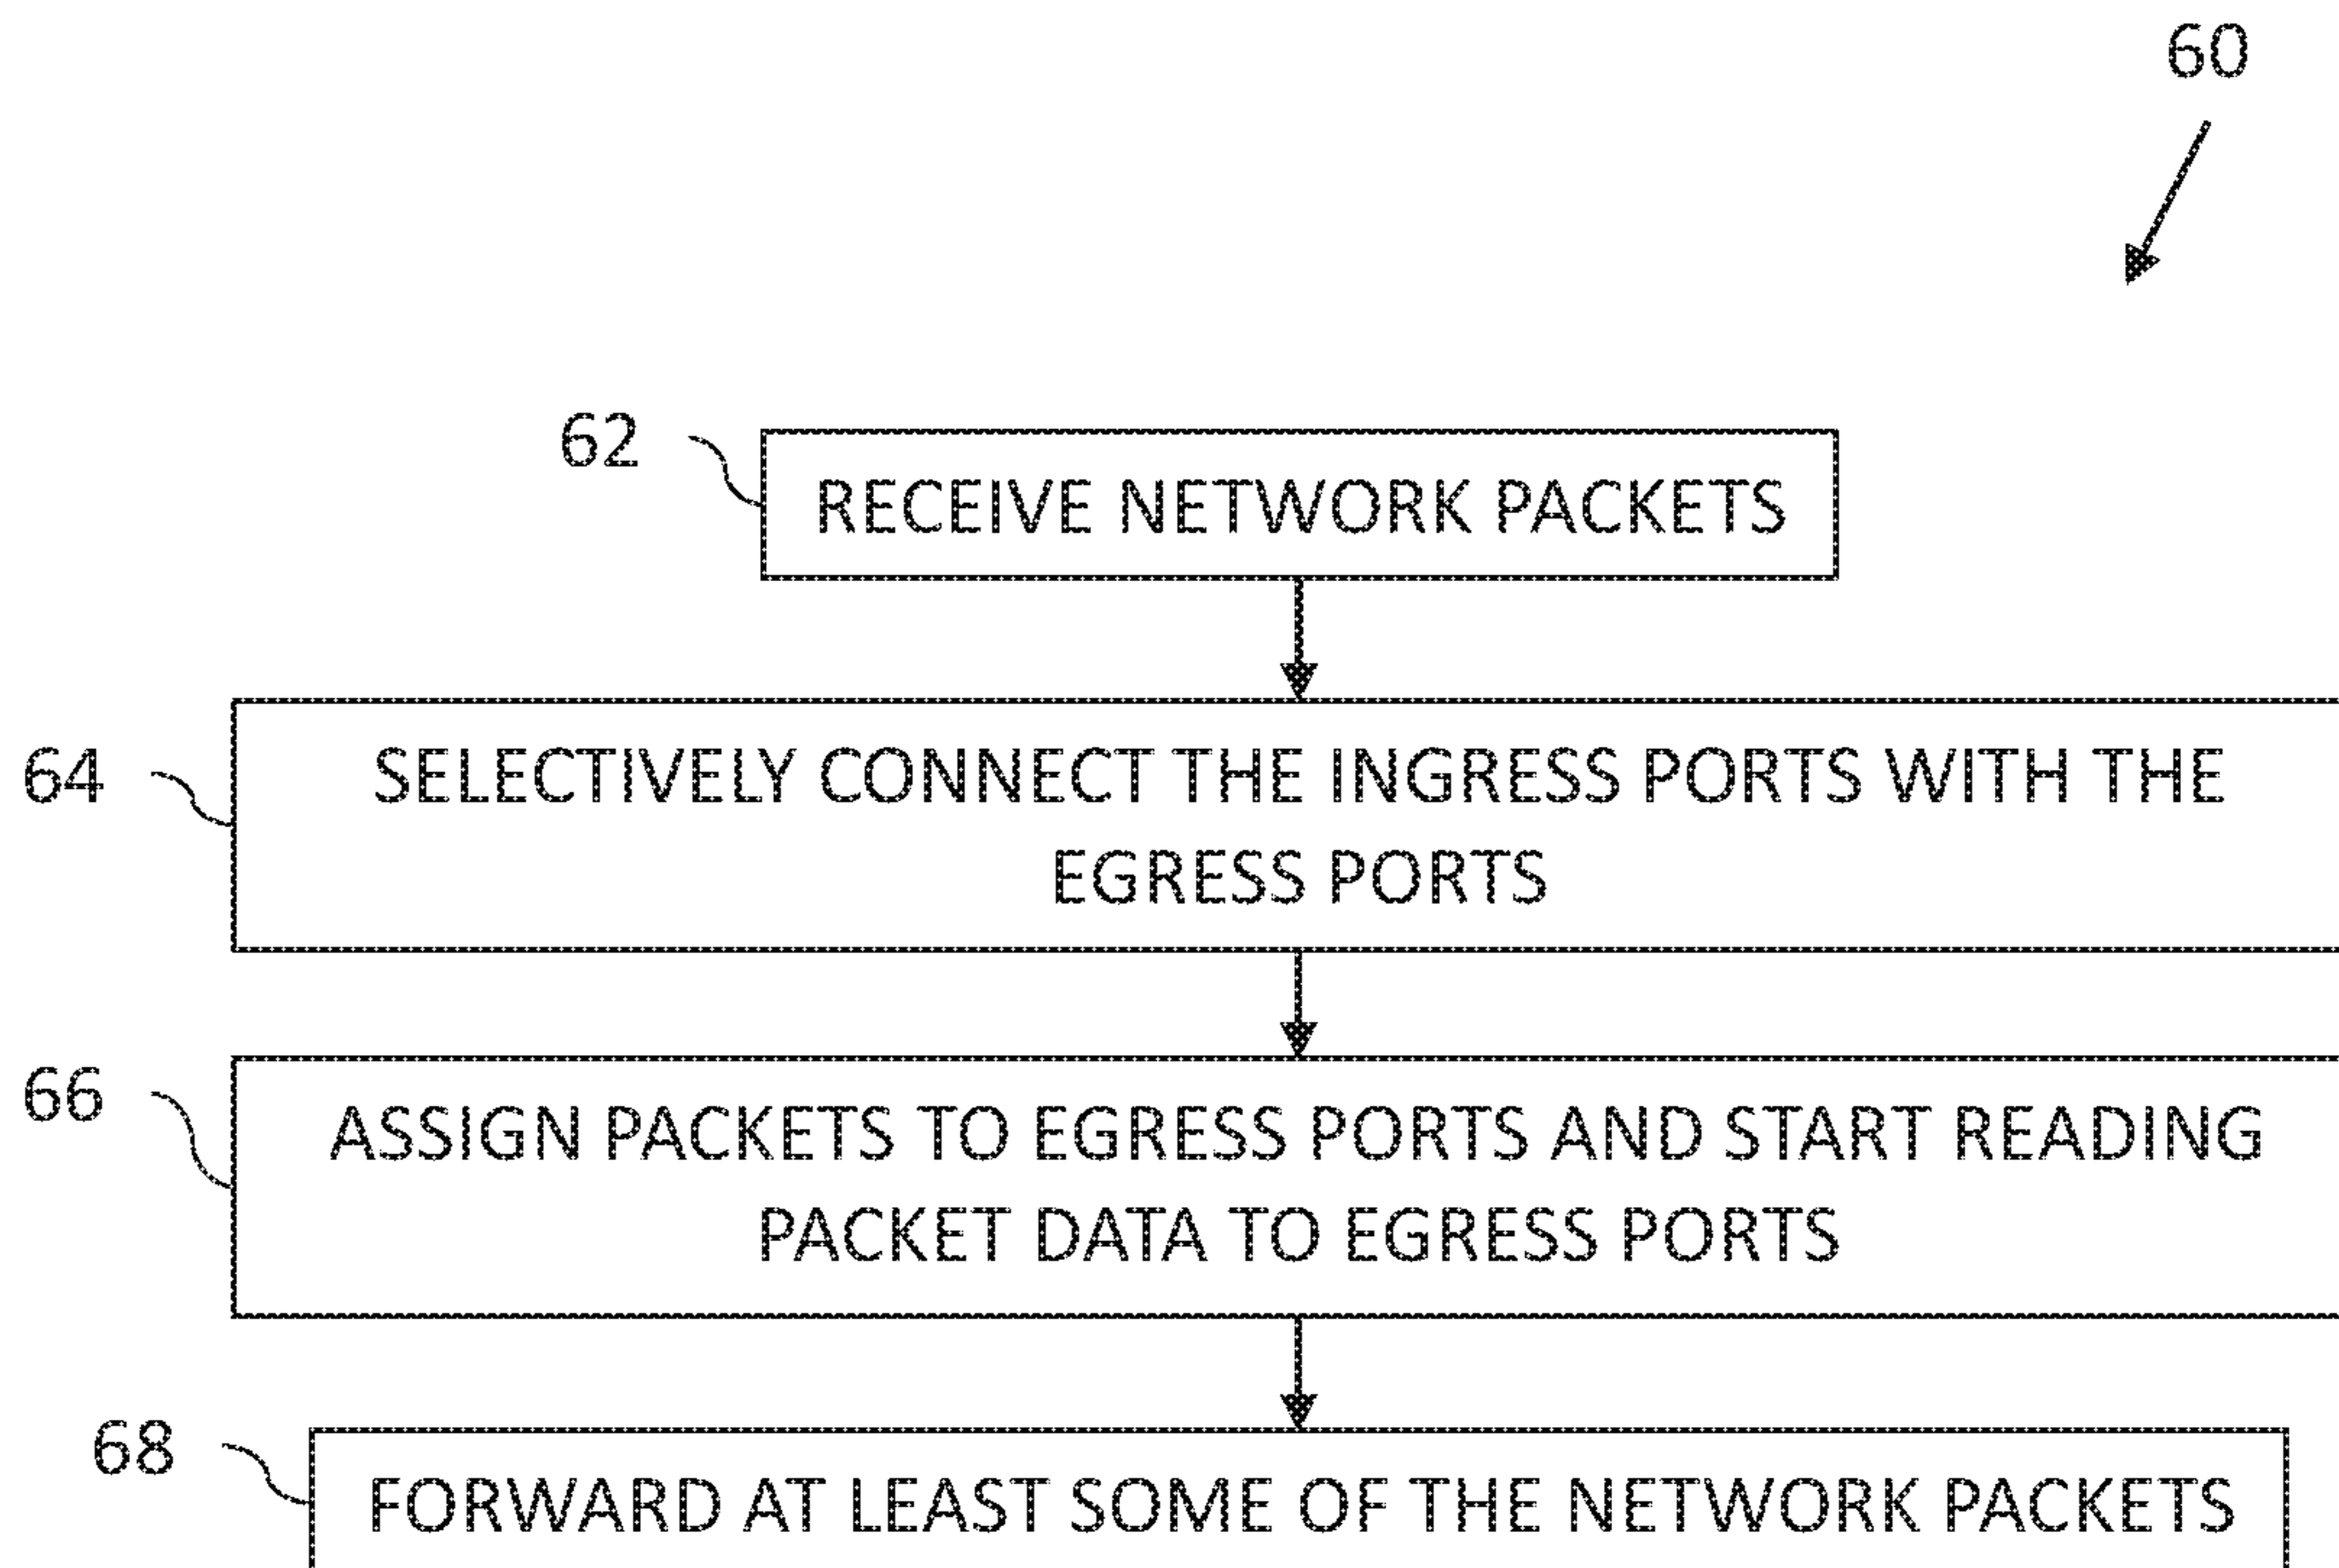 60
62
RECEIVE NETWORK PACKETS
64
SELECTIVELY CONNECT THE INGRESS PORTS WITH THE
EGRESS PORTS
66
ASSIGN PACKETS TO EGRESS PORTS AND START READING
PACKET DATA TO EGRESS PORTS
68
FORWARD AT LEAST SOME OF THE NETWORK PACKETS